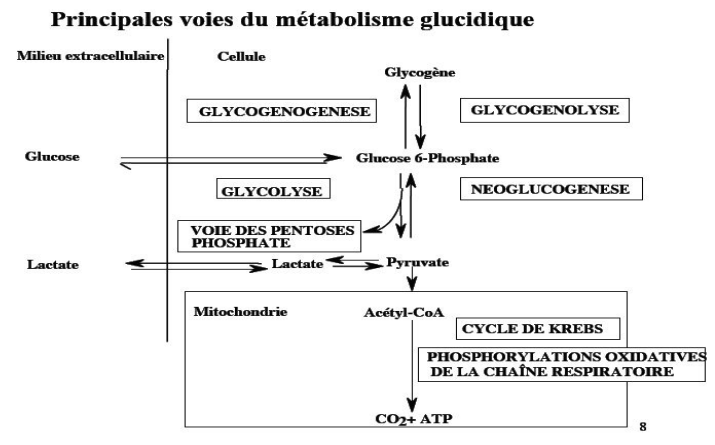 Principales voies du métabolisme glucidique
Milieu extracellulaire
Cellule
Glycogène
GLYCOGENOGENESE
GLYCOGENOLYSE
Glucose
Glucose 6-Phosphate
GLYCOLYSE
NEOGLUCOGENESE
VOIE DES PENTOSES
PHOSPHATE
Lactate
Lactate
Pyruvate
Mitochondrie
Acétyl-CoA
CYCLE DE KREBS
PHOSPHORYLATIONS OXIDATIVES
DE LA CHAÎNE RESPIRATOIRE
CO2+ ATP
8